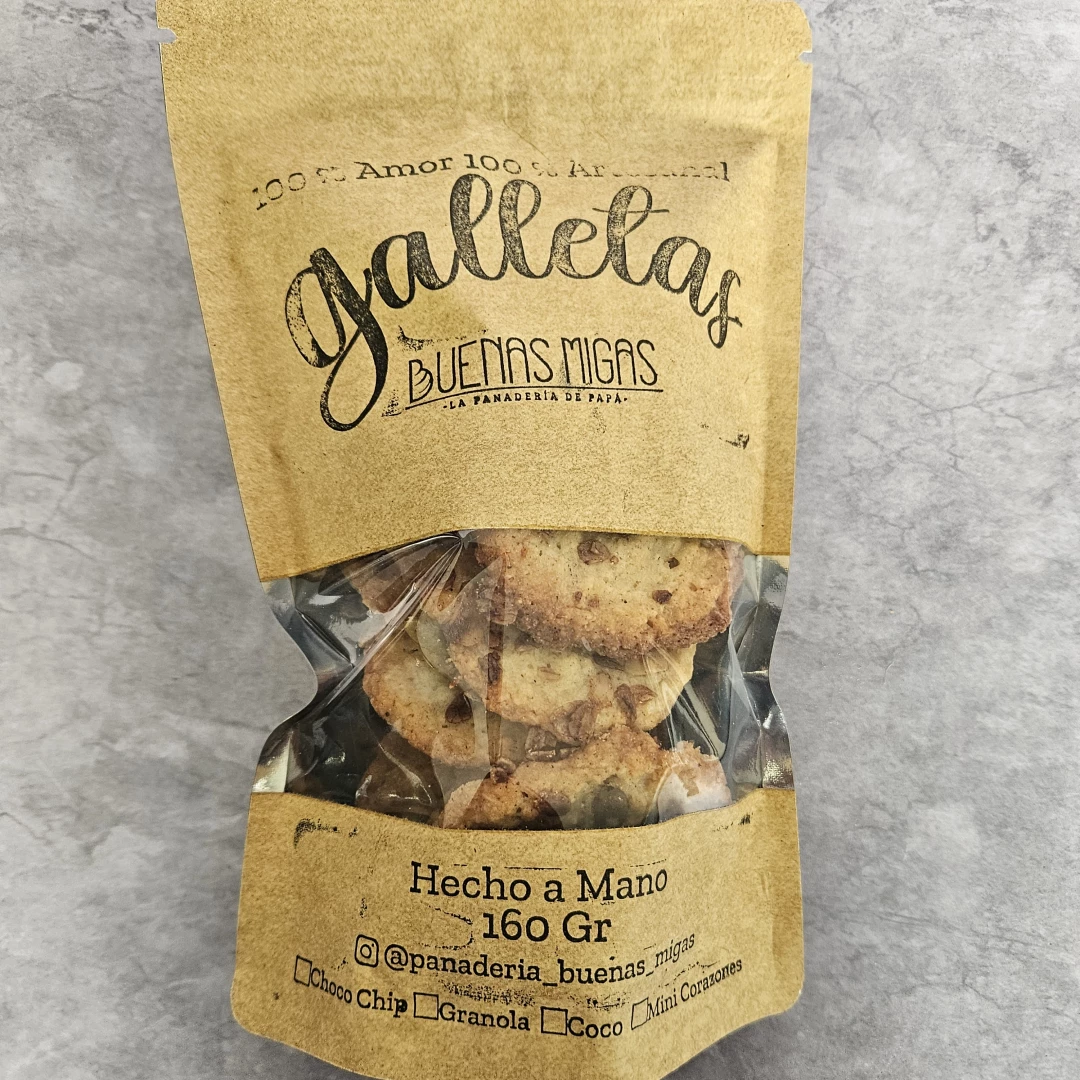 100 % Amor 100 % Artesanal
galletas
BUENAS MIGAS
-LA PANADERÍA DE PAPÁ-
Hecho a Mano
160 Gr
@panaderia_buenas_migas
Choco Chip Granola Coco Mini Corazones